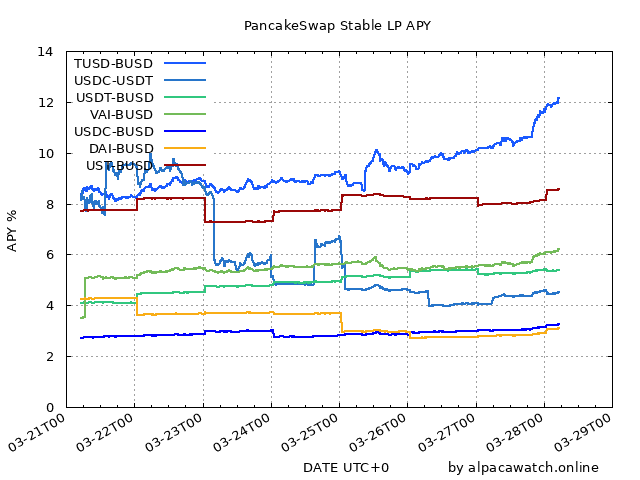 PancakeSwap Stable LP APY
14
12
10
8
6
4
2
0
APY %
TUSD-BUSD
USDC-USDT
USDT-BUSD
VAI-BUSD
USDC-BUSD
DAI-BUSD
UST-BUSD
03-21T00
03-22T00
03-23T00
03-24T00
03-25T00
03-26T00
03-27T00
03-28T00
03-29T00
DATE UTC+0
by alpacawatch.online